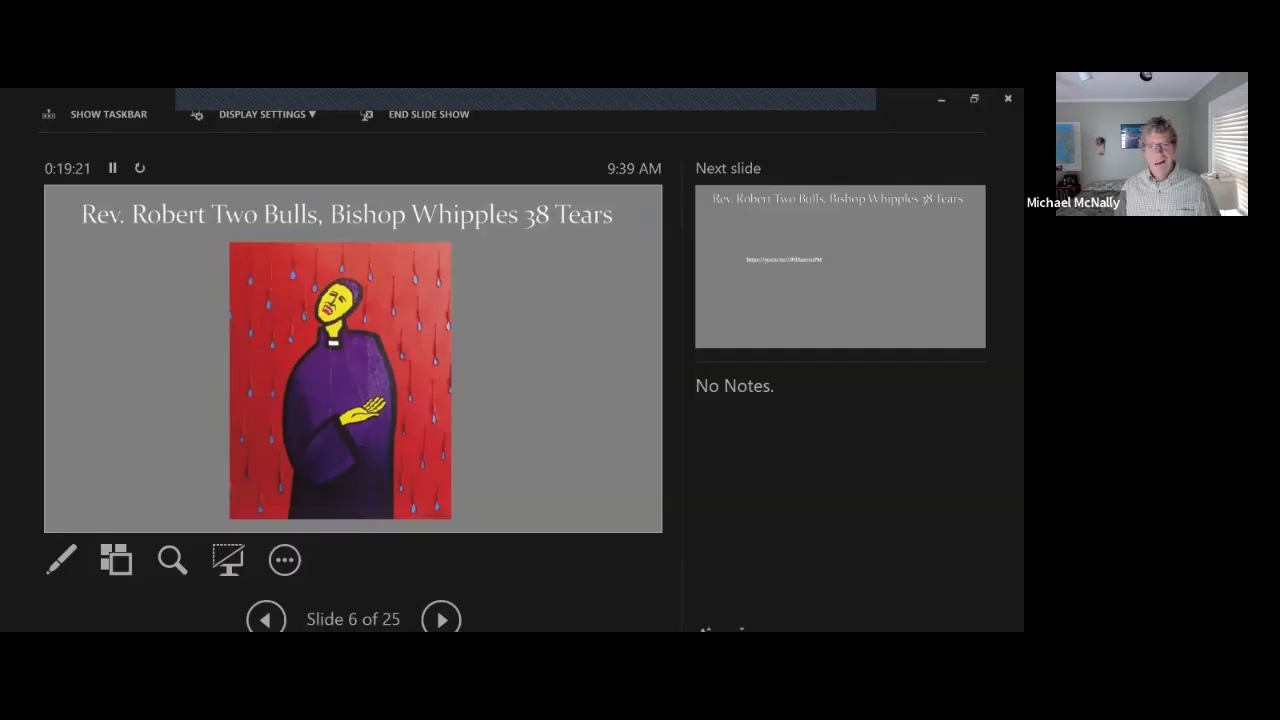 SHOW TASKBAR
DISPLAY SETTINGS ▼
END SLIDE SHOW
0:19:21
9:39 AM
Next slide
Rev. Robert Two Bulls, Bishop Whipples 38 Tears
Rev. Robert Two Bulls, Bishop Whipples 38 Tears
No Notes.
Slide 6 of 25
Michael McNally